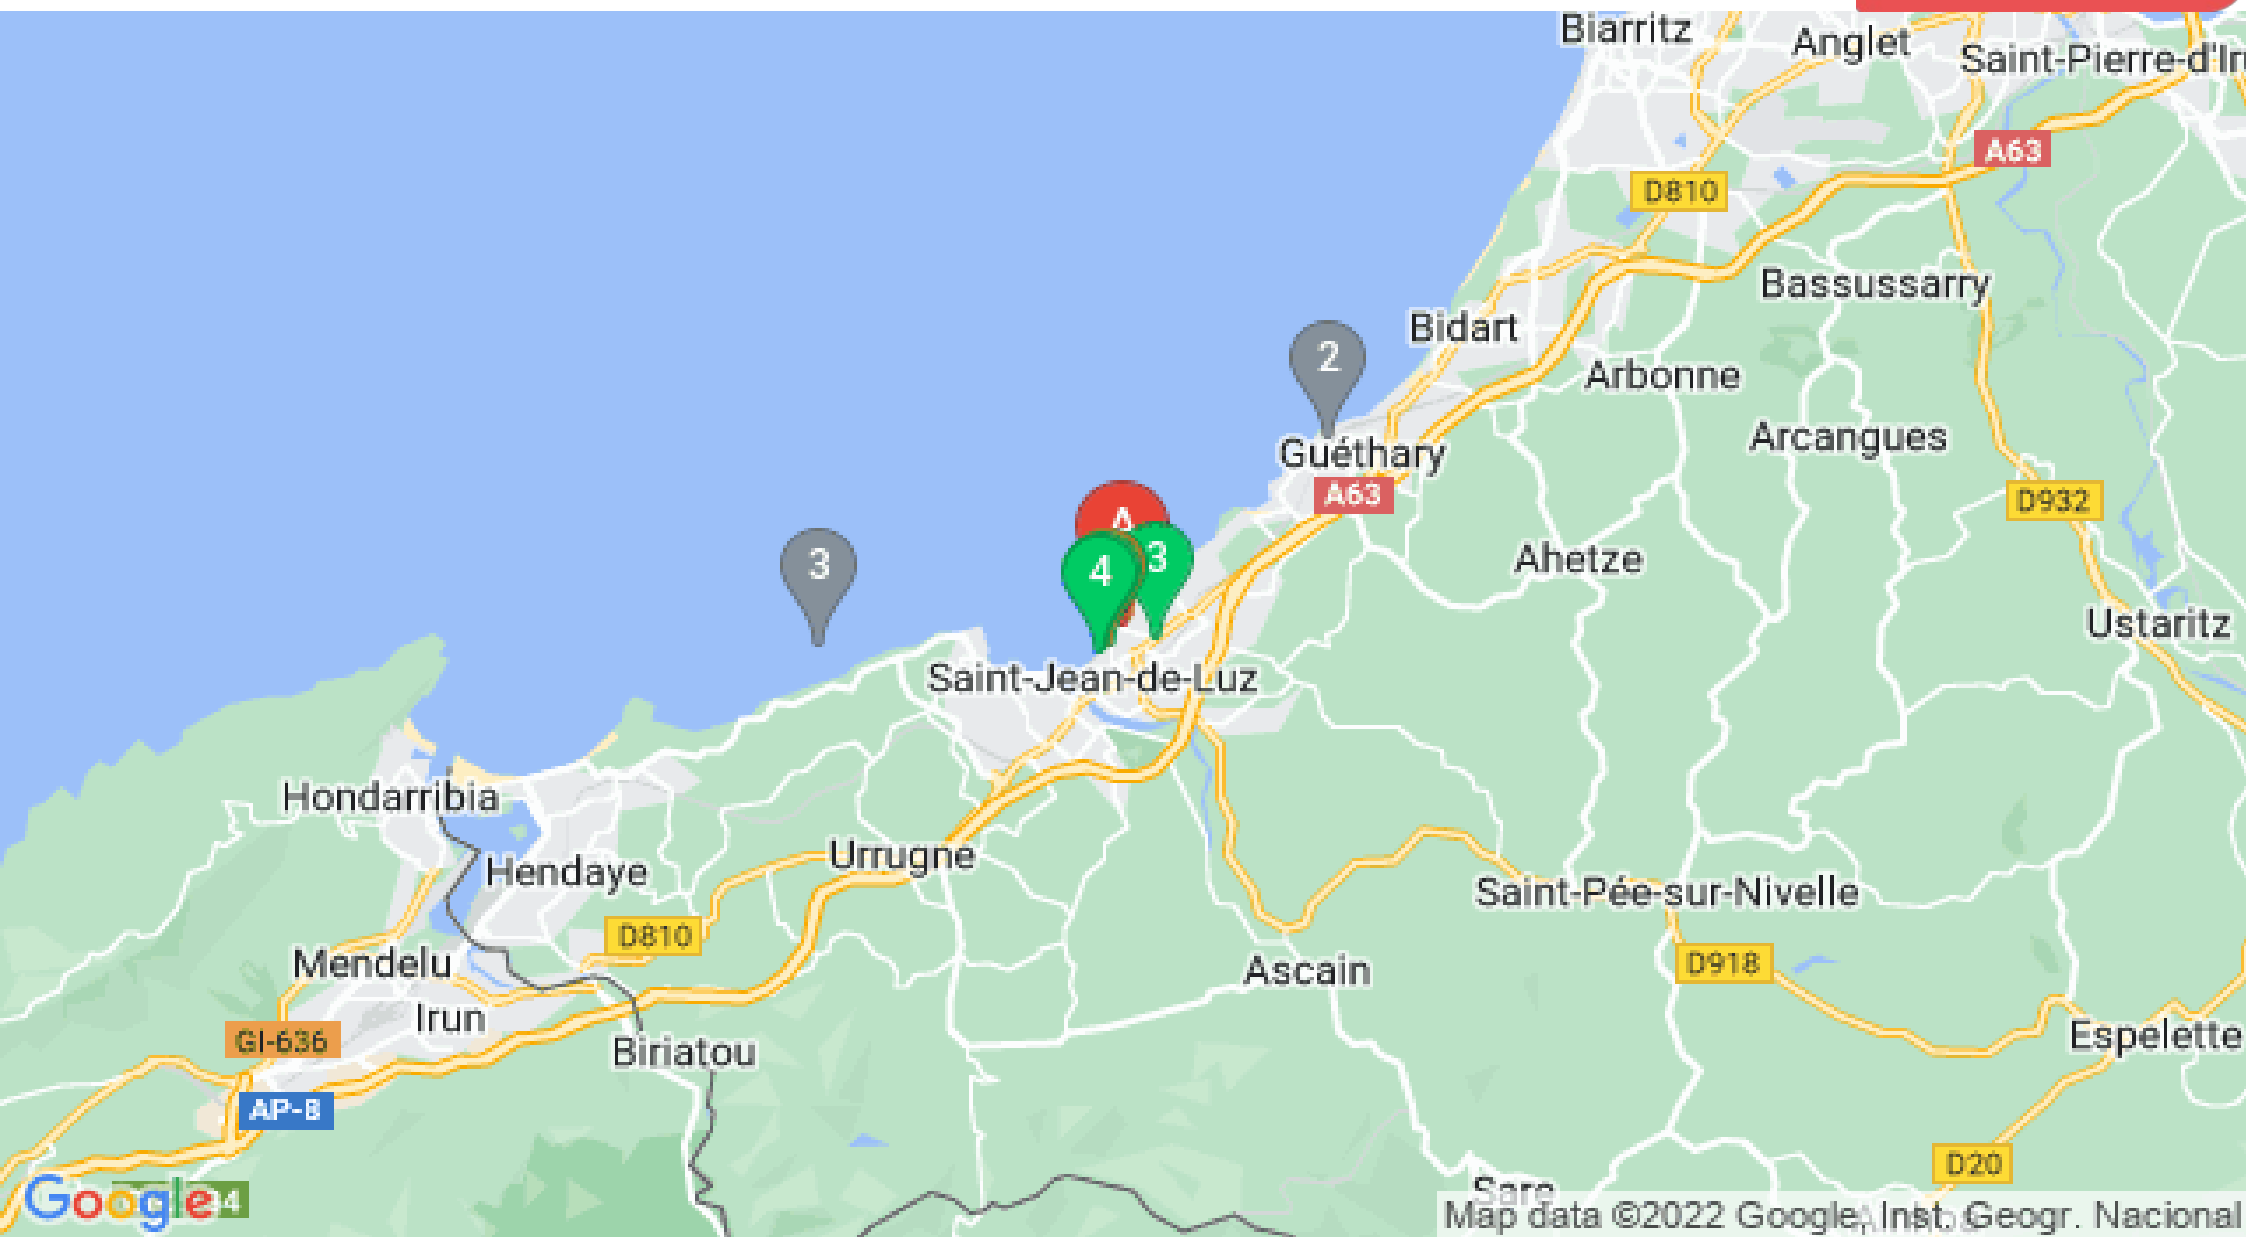 Biarritz
Anglet
Saint-Pierre-d'Ir
A63
D810
Bassussarry
Bidart
2
Arbonne
Arcangues
Guéthary
A63
D932
A
3
4
3
Ahetze
Ustaritz
Saint-Jean-de-Luz
Hondarribia
Urrugne
Hendaye
Saint-Pée-sur-Nivelle
D810
Mendelu
D918
Ascain
Irun
GI-636
Biriatou
Espelette
AP-8
D20
Sare
Google
4
Map data ©2022 Google, Inst. Geogr. Nacional